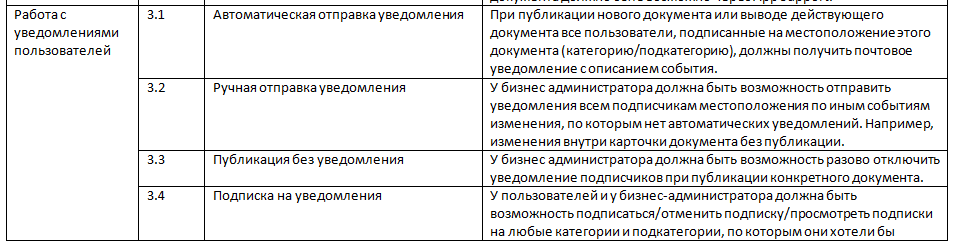 Работа с уведомлениями пользователей
3.1
Автоматическая отправка уведомления
При публикации нового документа или выводе действующего
документа все пользователи, подписанные на местоположение этого
документа (категорию/подкатегорию), должны получить почтовое
уведомление с описанием события.
3.2
Ручная отправка уведомления
У бизнес администратора должна быть возможность отправить
уведомления всем подписчикам местоположения по иным событиям
изменения, по которым нет автоматических уведомлений. Например,
изменения внутри карточки документа без публикации.
3.3
Публикация без уведомления
У бизнес администратора должна быть возможность разово отключить
уведомление подписчиков при публикации конкретного документа.
3.4
Подписка на уведомления
У пользователей и у бизнес-администратора должна быть
возможность подписаться/отменить подписку/просмотреть подписки
на любые категории и подкатегории, по которым они хотели бы